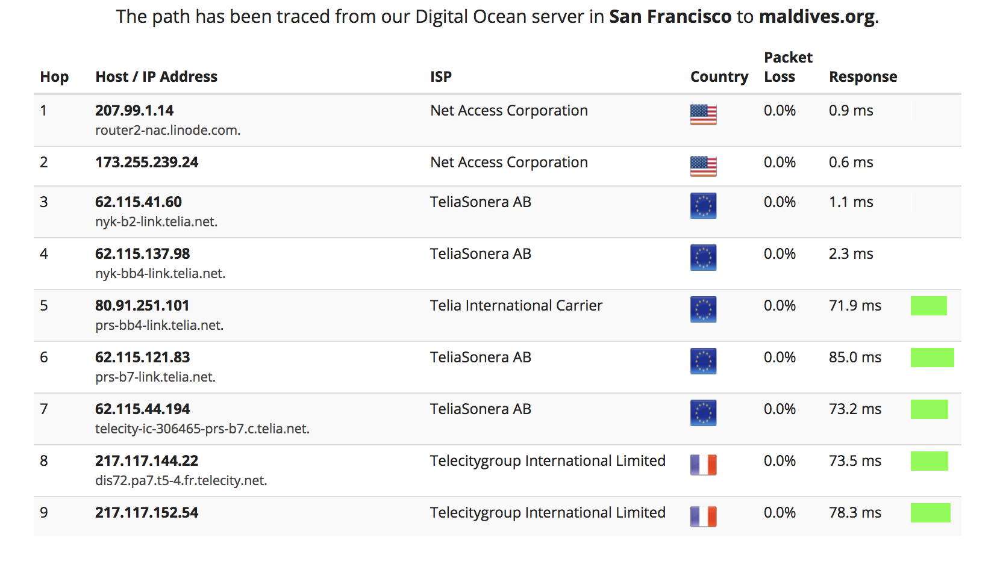 The path has been traced from our Digital Ocean server in San Francisco to maldives.org.
Hop Host / IP Address ISP Country Packet Loss Response
1 207.99.1.14 Net Access Corporation 0.0% 0.9 ms
router2-nac.linode.com.
2 173.255.239.24 Net Access Corporation 0.0% 0.6 ms
3 62.115.41.60 TeliaSonera AB 0.0% 1.1 ms
nyk-b2-link.telia.net.
4 62.115.137.98 TeliaSonera AB 0.0% 2.3 ms
nyk-bb4-link.telia.net.
5 80.91.251.101 Telia International Carrier 0.0% 71.9 ms
prs-bb4-link.telia.net.
6 62.115.121.83 TeliaSonera AB 0.0% 85.0 ms
prs-b7-link.telia.net.
7 62.115.44.194 TeliaSonera AB 0.0% 73.2 ms
telecity-ic-306465-prs-b7.c.telia.net.
8 217.117.144.22 Telecitygroup International Limited 0.0% 73.5 ms
dis72.pa7.t5-4.fr.telecity.net.
9 217.117.152.54 Telecitygroup International Limited 0.0% 78.3 ms